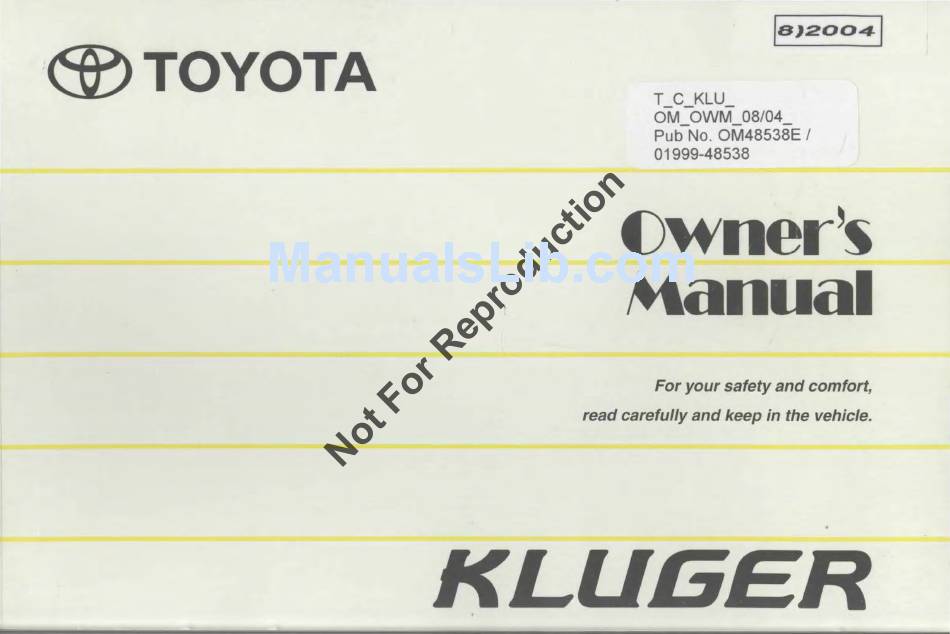 8)2004
TOYOTA
T_C_KLU_
OM_OWM_08/04_
Pub No. OM48538E /
01999-48538
Not For Reproduction
Owner's
Manual
ManualsLib.com
For your safety and comfort,
read carefully and keep in the vehicle.
KLUGER